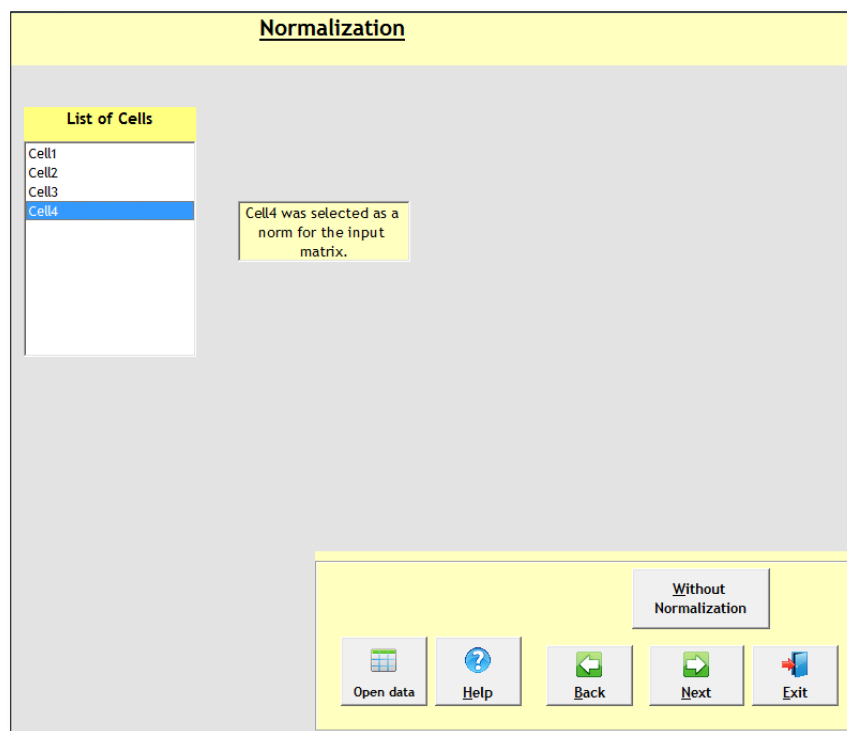 Normalization
List of Cells
Cell1
Cell2
Cell3
Cell4
Cell4 was selected as a
norm for the input
matrix.
Without
Normalization
Open data
Help
Back
Next
Exit